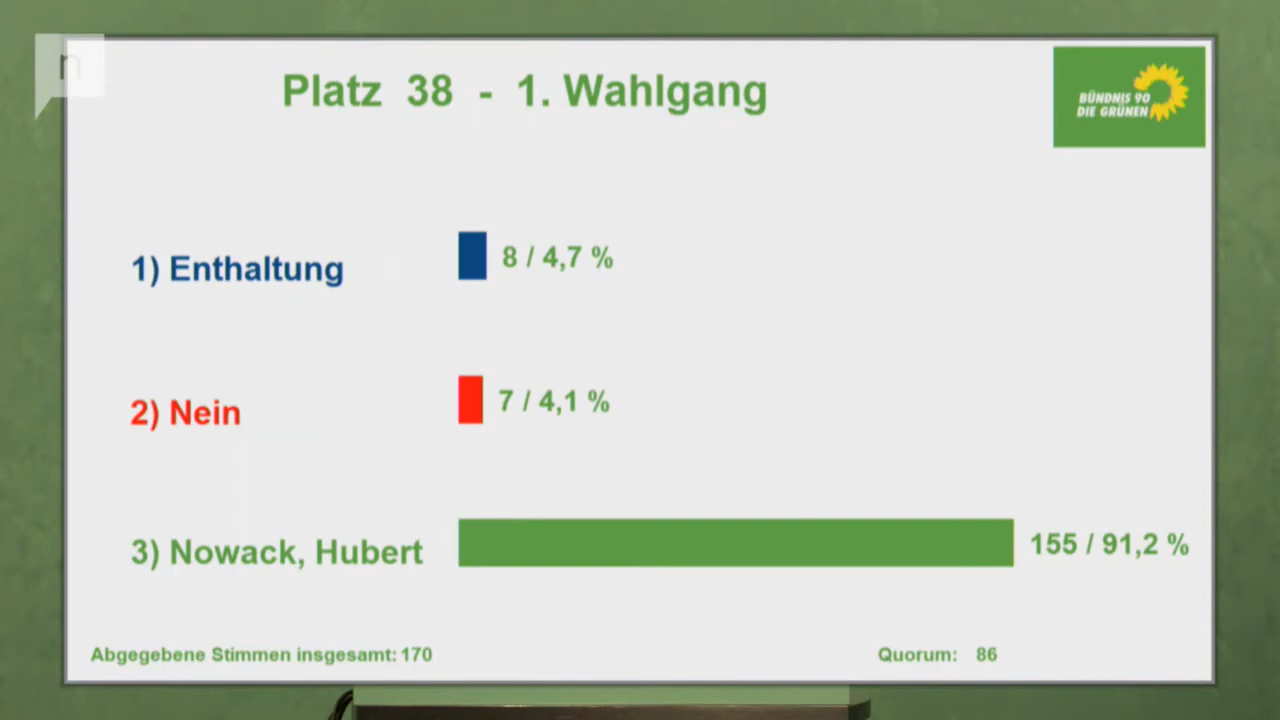 n
Platz 38 - 1. Wahlgang
BÜNDNIS 90
DIE GRÜNEN
1) Enthaltung 8 / 4,7 %
2) Nein 7 / 4,1 %
3) Nowack, Hubert 155 / 91,2 %
Abgegebene Stimmen insgesamt: 170 Quorum: 86